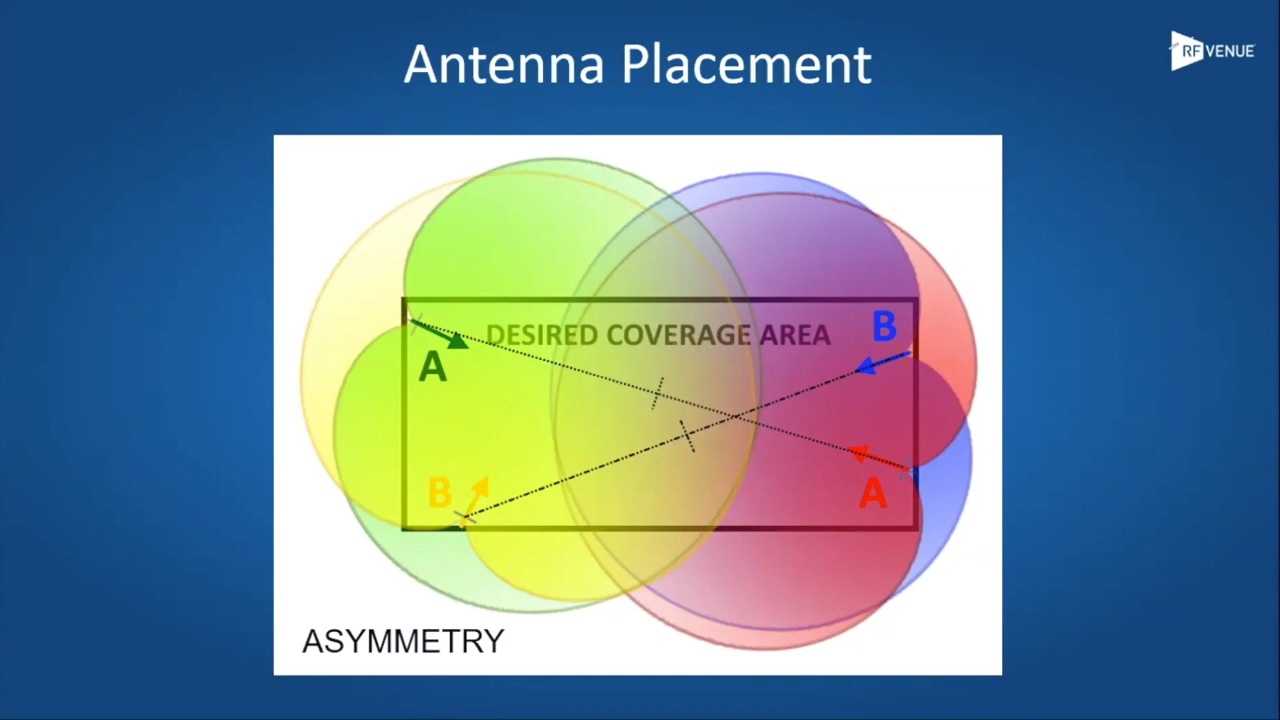 Antenna Placement
RF VENUE
DESIRED COVERAGE AREA
B
A
B
A
ASYMMETRY